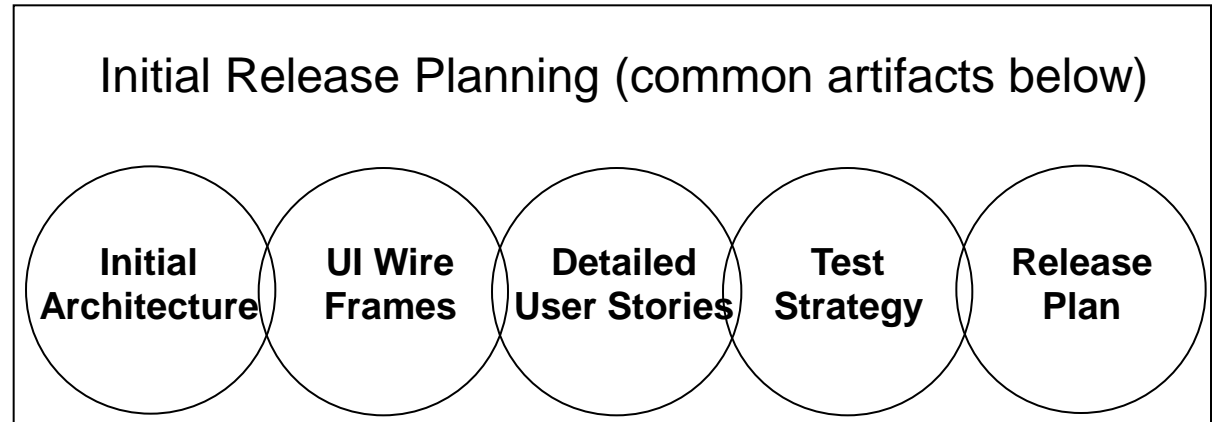 Initial Release Planning (common artifacts below)
Initial
Architecture
UI Wire
Frames
Detailed
User Stories
Test
Strategy
Release
Plan